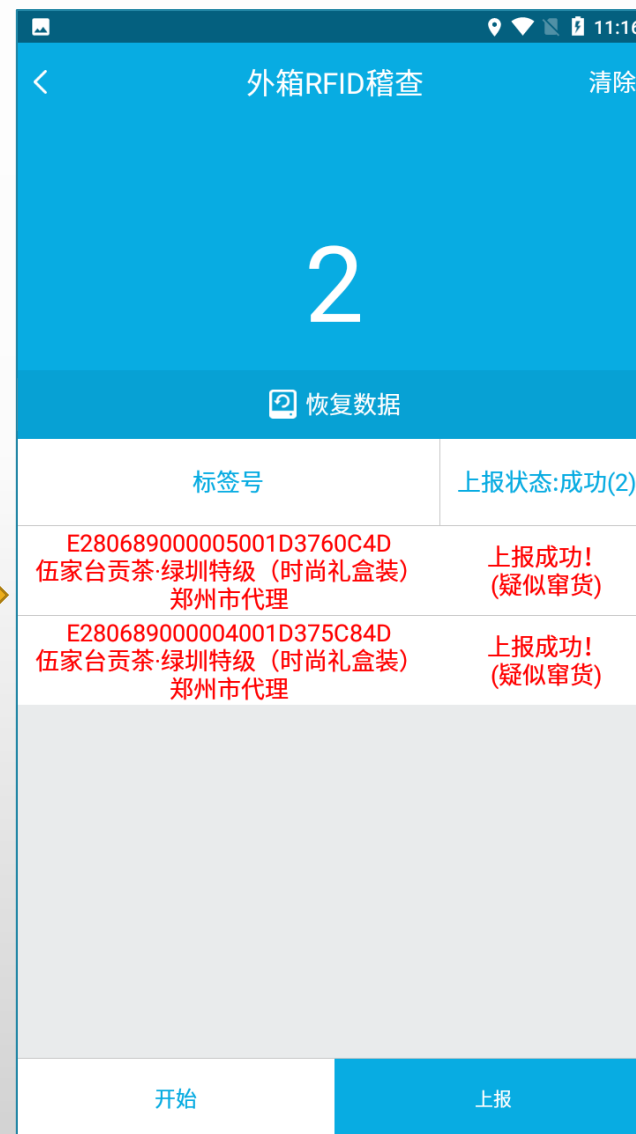 11:16
外箱RFID稽查
清除
2
恢复数据
标签号
上报状态:成功(2)
E280689000005001D3760C4D
伍家台贡茶·绿圳特级（时尚礼盒装）
郑州市代理
上报成功！
(疑似窜货)
E280689000004001D375C84D
伍家台贡茶·绿圳特级（时尚礼盒装）
郑州市代理
上报成功！
(疑似窜货)
开始
上报